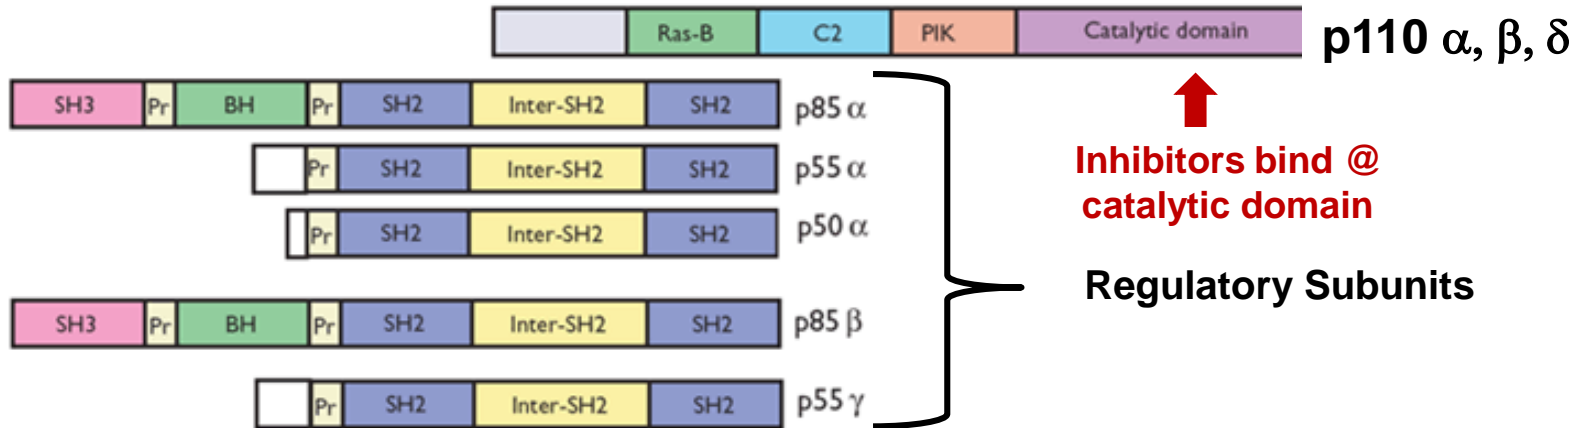 Ras-B C2 PIK Catalytic domain p110 α, β, δ
SH3 Pr BH Pr SH2 Inter-SH2 SH2 p85 α
Pr SH2 Inter-SH2 SH2 p55 α
Pr SH2 Inter-SH2 SH2 p50 α
SH3 Pr BH Pr SH2 Inter-SH2 SH2 p85 β
Pr SH2 Inter-SH2 SH2 p55 γ
Inhibitors bind @
catalytic domain
Regulatory Subunits